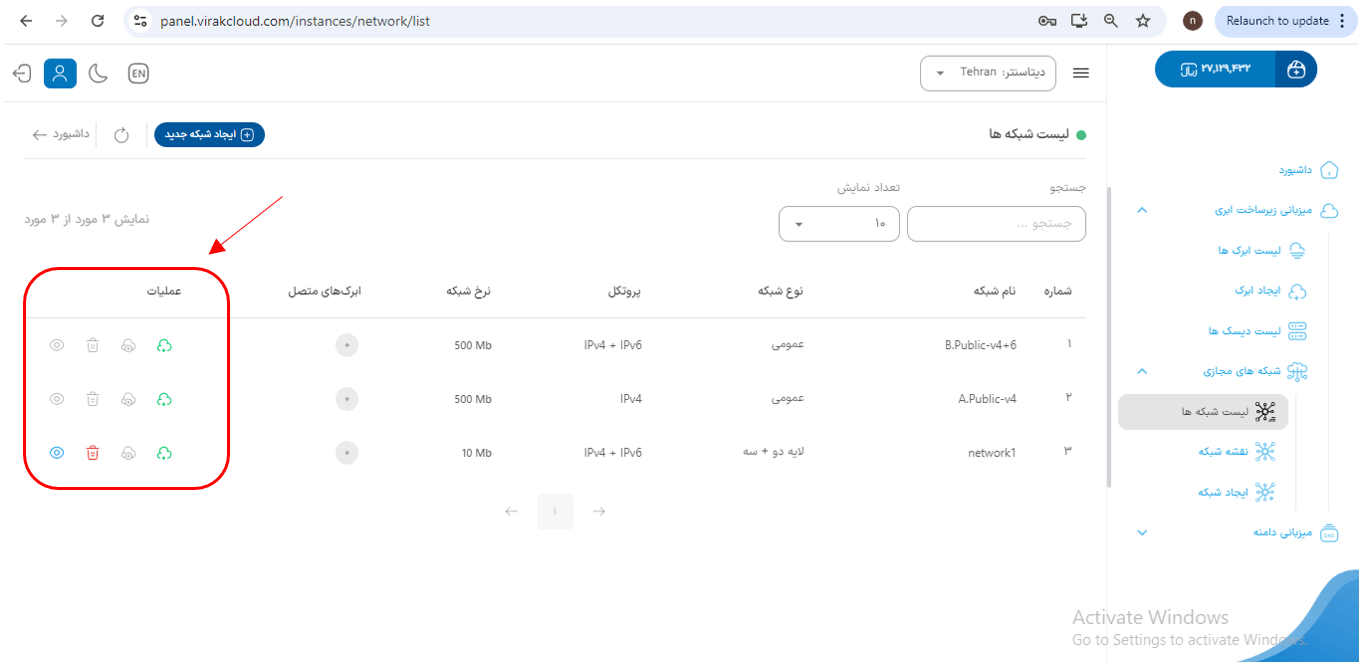 panel.virakcloud.com/instances/network/list
n
Relaunch to update
EN
دیتاسنتر: Tehran
۲۷,۱۲۹,۴۳۲ ﷼
لیست شبکه ها
ایجاد شبکه جدید
داشبورد
جستجو
تعداد نمایش
جستجو ...
۱۰
نمایش ۳ مورد از ۳ مورد
شماره نام شبکه نوع شبکه پروتکل نرخ شبکه ابرک‌های متصل عملیات
۱ B.Public-v4+6 عمومی IPv4 + IPv6 500 Mb ۰
۲ A.Public-v4 عمومی IPv4 500 Mb ۰
۳ network1 لایه دو + سه IPv4 + IPv6 10 Mb ۰
۱
داشبورد
میزبانی زیرساخت ابری
لیست ابرک ها
ایجاد ابرک
لیست دیسک ها
شبکه های مجازی
لیست شبکه ها
نقشه شبکه
ایجاد شبکه
میزبانی دامنه
DNS
Activate Windows
Go to Settings to activate Windows.